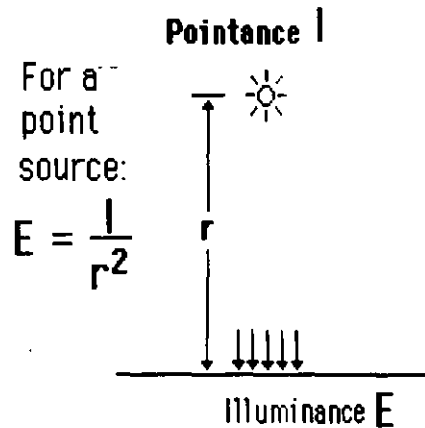 Pointance I
For a
point
source:
E = I/r²
r
Illuminance E